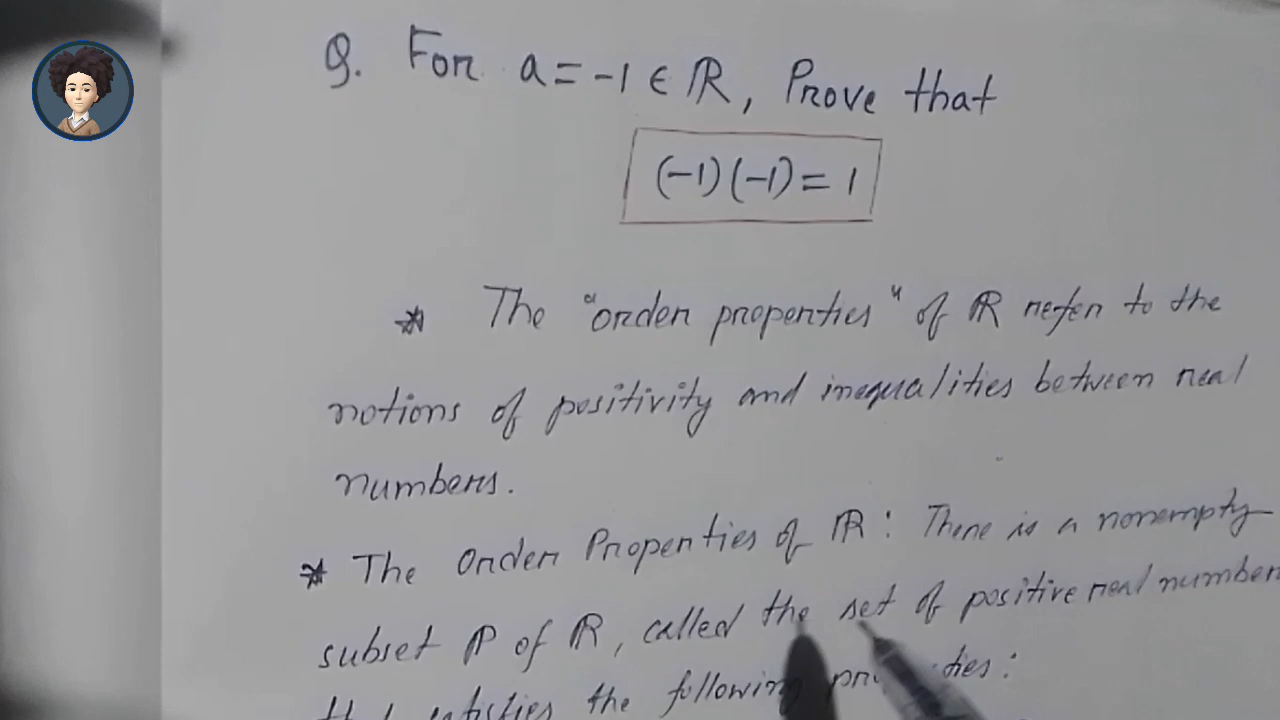 Q. For a = -1 ∈ ℝ, Prove that
(-1)(-1) = 1
* The "order properties" of ℝ refer to the
notions of positivity and inequalities between real
numbers.
* The Order Properties of ℝ: There is a nonempty
subset ℙ of ℝ, called the set of positive real number
the following :